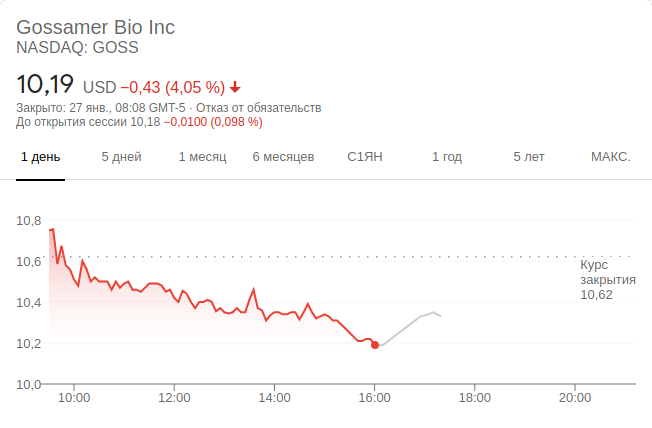 Gossamer Bio Inc
NASDAQ: GOSS
10,19 USD −0,43 (4,05 %)
Закрыто: 27 янв., 08:08 GMT-5 · Отказ от обязательств
До открытия сессии 10,18 −0,0100 (0,098 %)
1 день 5 дней 1 месяц 6 месяцев С1ЯН 1 год 5 лет МАКС.
10,8
10,6
Курс
закрытия
10,62
10,4
10,2
10,0
10:00 12:00 14:00 16:00 18:00 20:00